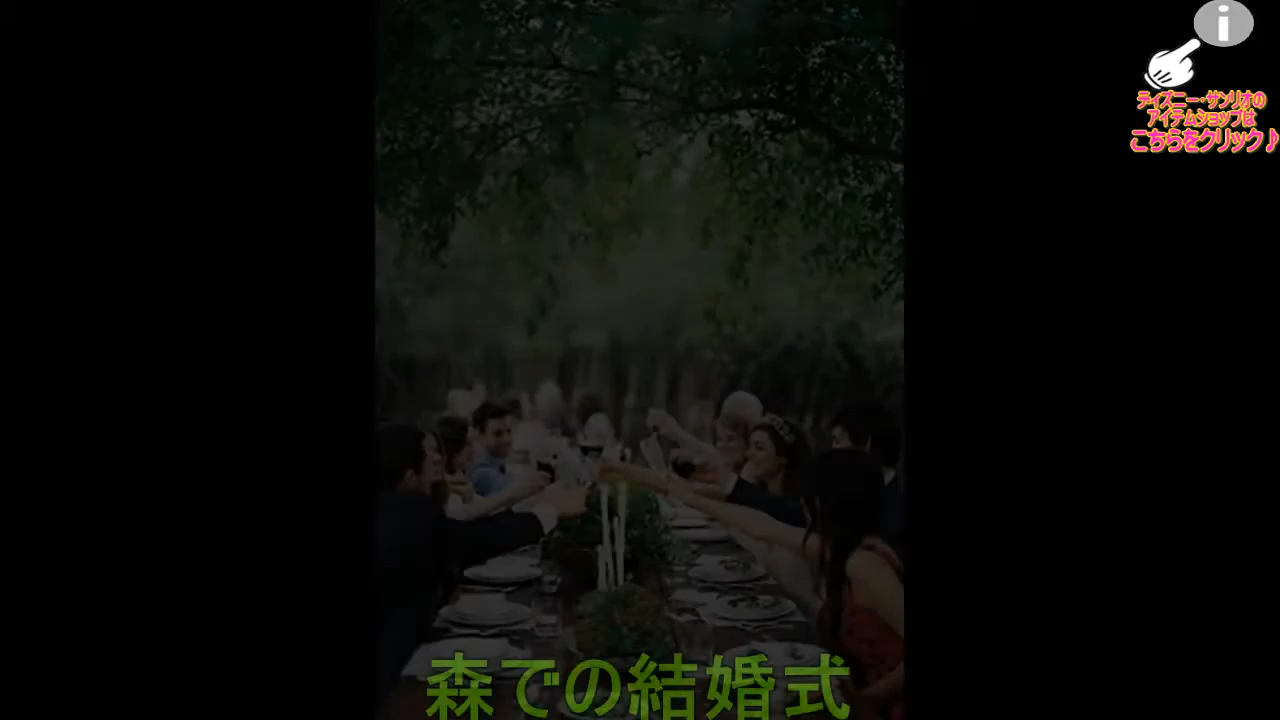 i
ディズニー・サンリオの
アイテムショップは
こちらをクリック♪
森での結婚式